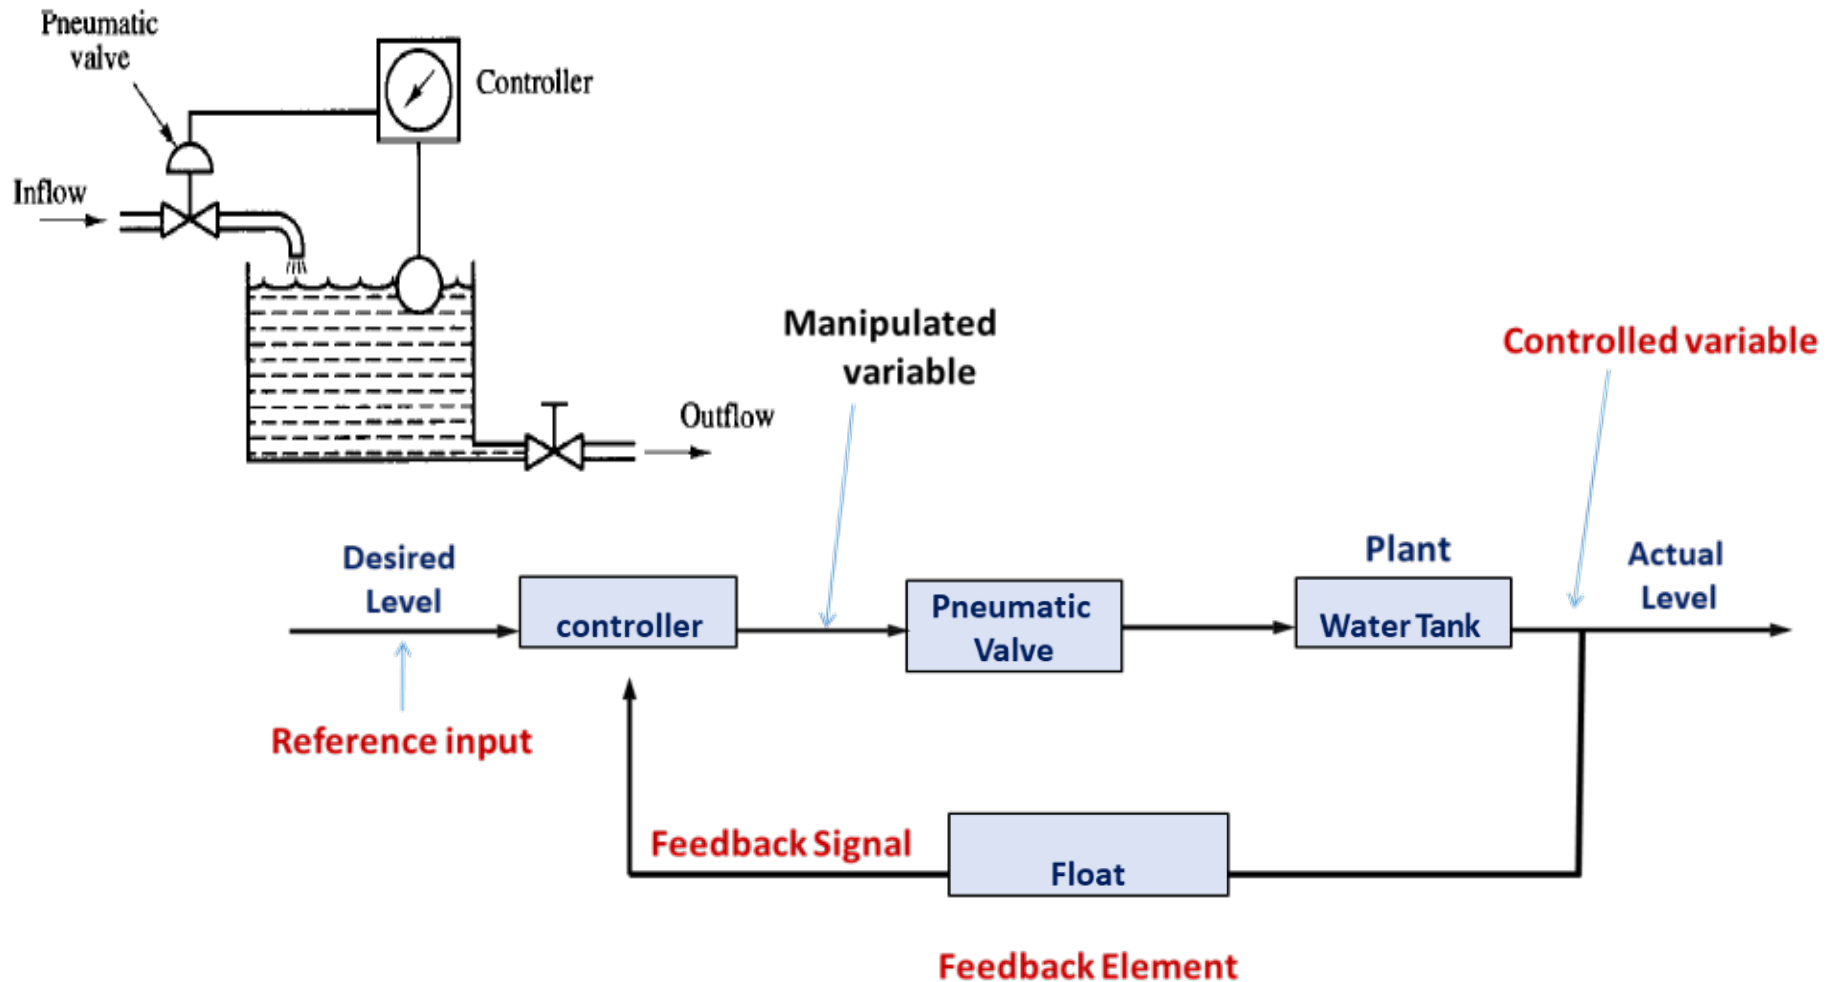 Pneumatic
valve
Controller
Inflow
Outflow
Manipulated
variable
Controlled variable
Desired
Level
controller
Pneumatic
Valve
Plant
Water Tank
Actual
Level
Reference input
Feedback Signal
Float
Feedback Element